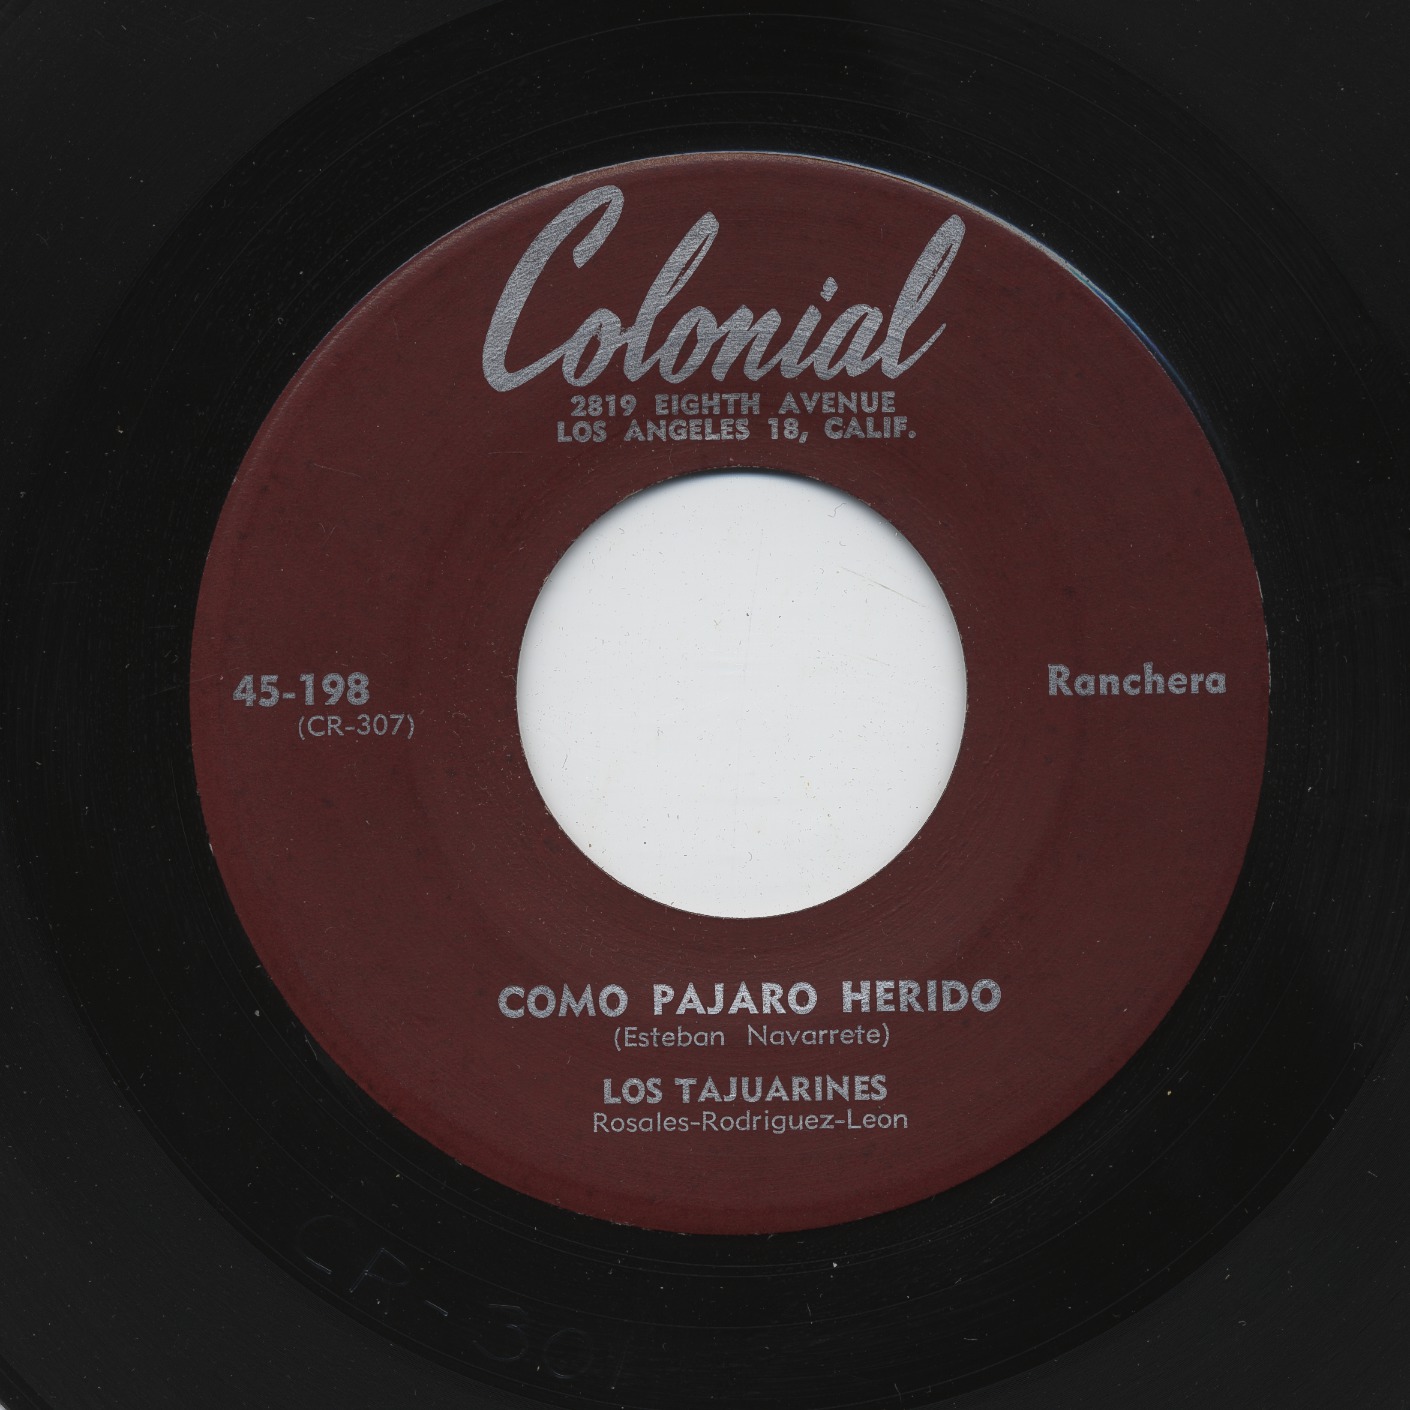 Colonial
2819 EIGHTH AVENUE
LOS ANGELES 18, CALIF.
45-198
(CR-307)
Ranchera
COMO PAJARO HERIDO
(Esteban Navarrete)
LOS TAJUARINES
Rosales-Rodriguez-Leon